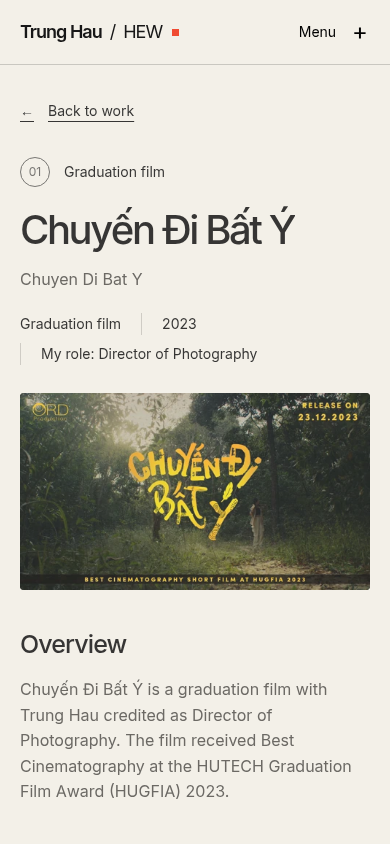 Trung Hau / HEW
Menu +
← Back to work
01 Graduation film
Chuyến Đi Bất Ý
Chuyen Di Bat Y
Graduation film
2023
My role: Director of Photography
ORD
RELEASE ON
23.12.2023
CHUYẾN ĐI
BẤT Ý
BEST CINEMATOGRAPHY SHORT FILM AT HUGFIA 2023
Overview
Chuyến Đi Bất Ý is a graduation film with
Trung Hau credited as Director of
Photography. The film received Best
Cinematography at the HUTECH Graduation
Film Award (HUGFIA) 2023.